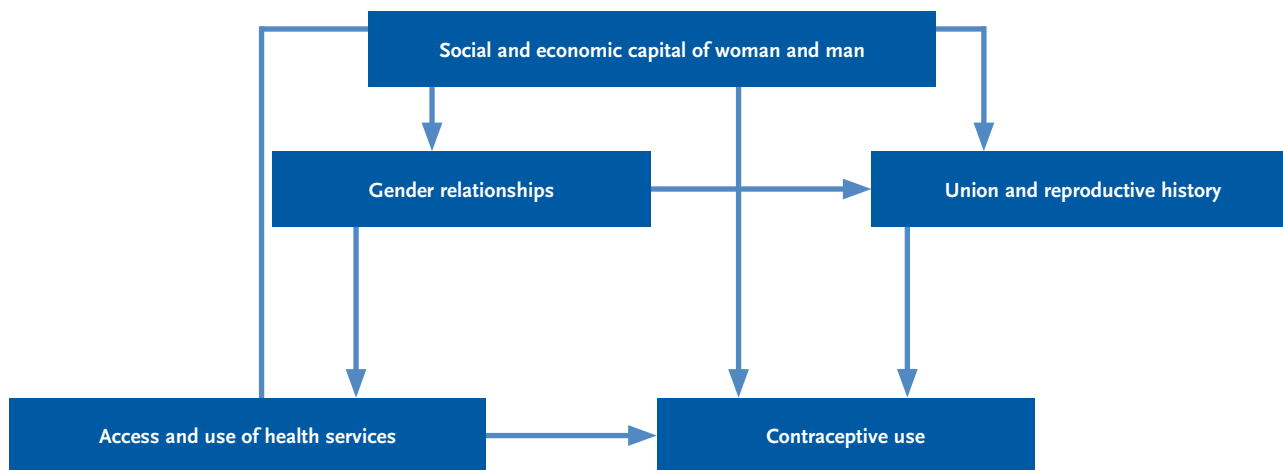 Social and economic capital of woman and man
Gender relationships
Union and reproductive history
Access and use of health services
Contraceptive use